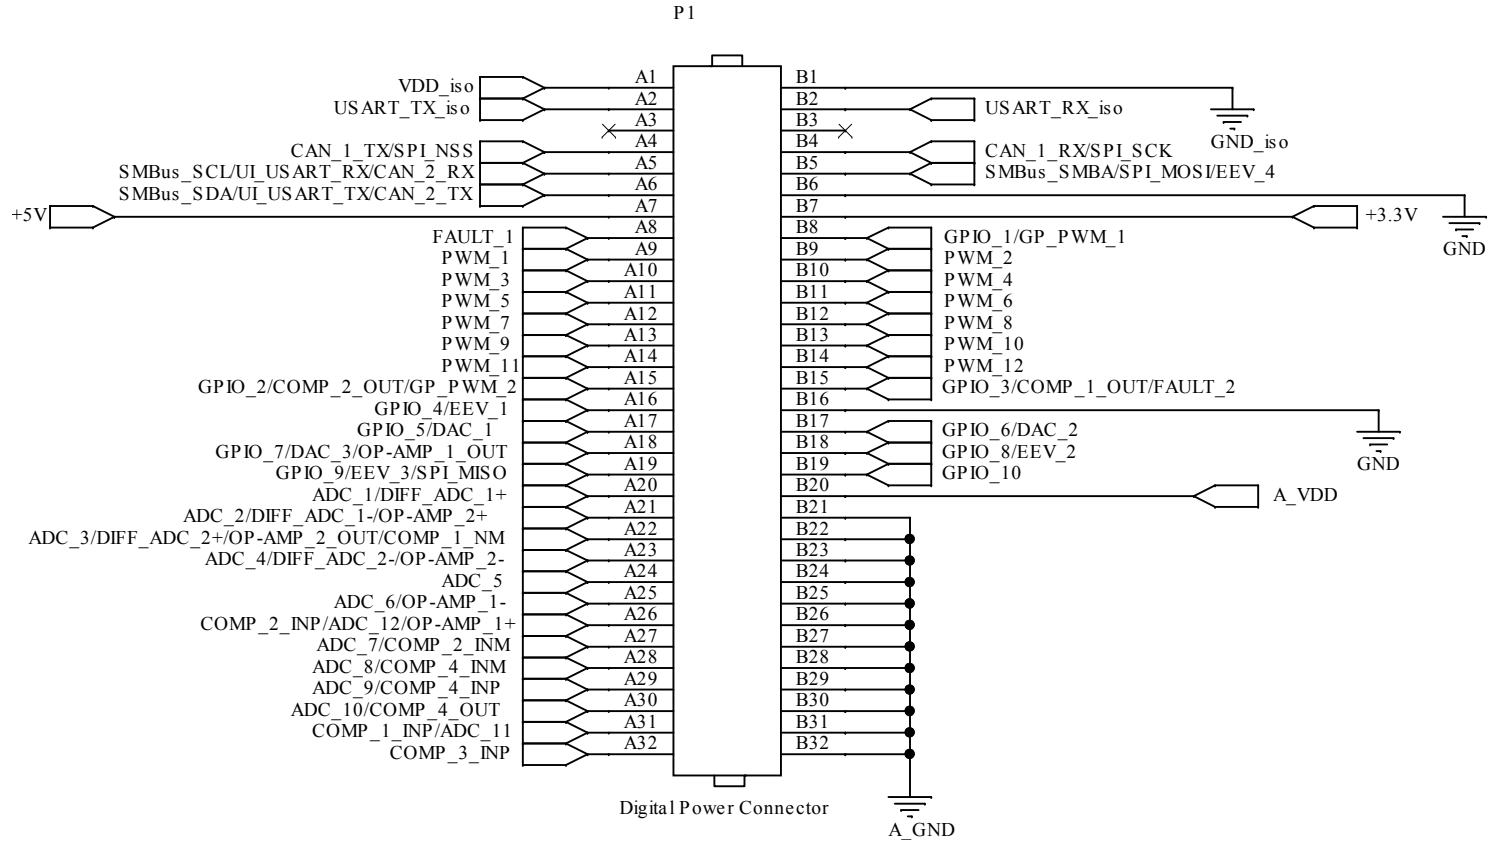 P1
VDD_iso A1 B1
USART_TX_iso A2 B2 USART_RX_iso
A3 B3
GND_iso
CAN_1_TX/SPI_NSS A4 B4 CAN_1_RX/SPI_SCK
SMBus_SCL/UI_USART_RX/CAN_2_RX A5 B5 SMBus_SMBA/SPI_MOSI/EEV_4
SMBus_SDA/UI_USART_TX/CAN_2_TX A6 B6
+5V A7 B7 +3.3V
GND
FAULT_1 A8 B8 GPIO_1/GP_PWM_1
PWM_1 A9 B9 PWM_2
PWM_3 A10 B10 PWM_4
PWM_5 A11 B11 PWM_6
PWM_7 A12 B12 PWM_8
PWM_9 A13 B13 PWM_10
PWM_11 A14 B14 PWM_12
GPIO_2/COMP_2_OUT/GP_PWM_2 A15 B15 GPIO_3/COMP_1_OUT/FAULT_2
GPIO_4/EEV_1 A16 B16
GPIO_5/DAC_1 A17 B17 GPIO_6/DAC_2
GPIO_7/DAC_3/OP-AMP_1_OUT A18 B18 GPIO_8/EEV_2
GND
GPIO_9/EEV_3/SPI_MISO A19 B19 GPIO_10
ADC_1/DIFF_ADC_1+ A20 B20 A_VDD
ADC_2/DIFF_ADC_1-/OP-AMP_2+ A21 B21
ADC_3/DIFF_ADC_2+/OP-AMP_2_OUT/COMP_1_NM A22 B22
ADC_4/DIFF_ADC_2-/OP-AMP_2- A23 B23
ADC_5 A24 B24
ADC_6/OP-AMP_1- A25 B25
COMP_2_INP/ADC_12/OP-AMP_1+ A26 B26
ADC_7/COMP_2_INM A27 B27
ADC_8/COMP_4_INM A28 B28
ADC_9/COMP_4_INP A29 B29
ADC_10/COMP_4_OUT A30 B30
COMP_1_INP/ADC_11 A31 B31
COMP_3_INP A32 B32
Digital Power Connector
A_GND